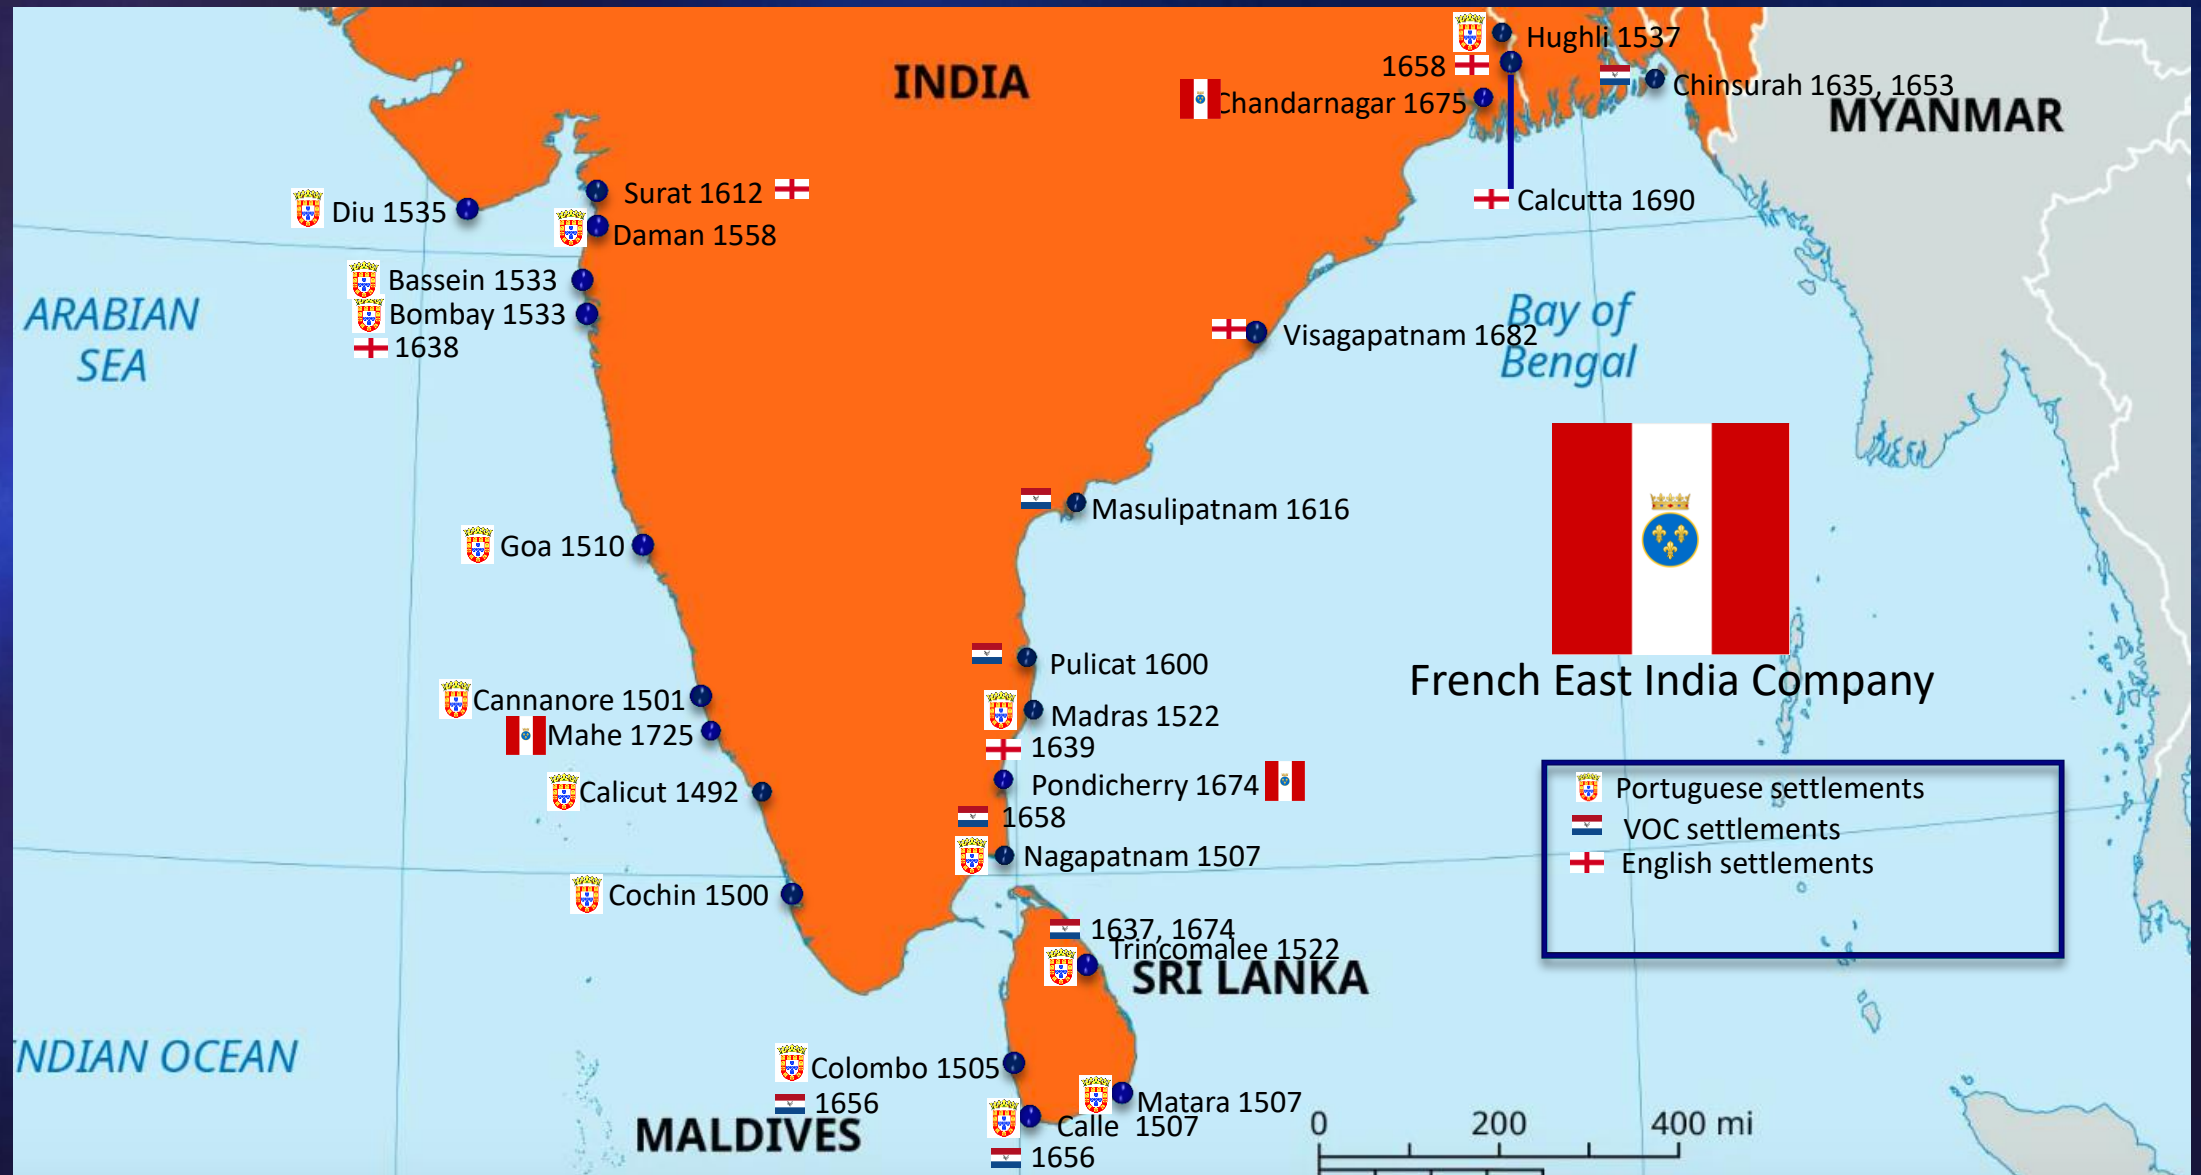 INDIA
Hughli 1537
1658
Chinsurah 1635, 1653
Chandarnagar 1675
MYANMAR
Surat 1612
Diu 1535
Calcutta 1690
Daman 1558
Bassein 1533
ARABIAN
SEA
Bombay 1533
1638
Bay of
Bengal
Visagapatnam 1682
Masulipatnam 1616
Goa 1510
Pulicat 1600
French East India Company
Cannanore 1501
Madras 1522
Mahe 1725
1639
Pondicherry 1674
Calicut 1492
1658
Nagapatnam 1507
Portuguese settlements
VOC settlements
English settlements
Cochin 1500
1637, 1674
Trincomalee 1522
SRI LANKA
NDIAN OCEAN
Colombo 1505
1656
Matara 1507
Calle 1507
1656
MALDIVES
0 200 400 mi